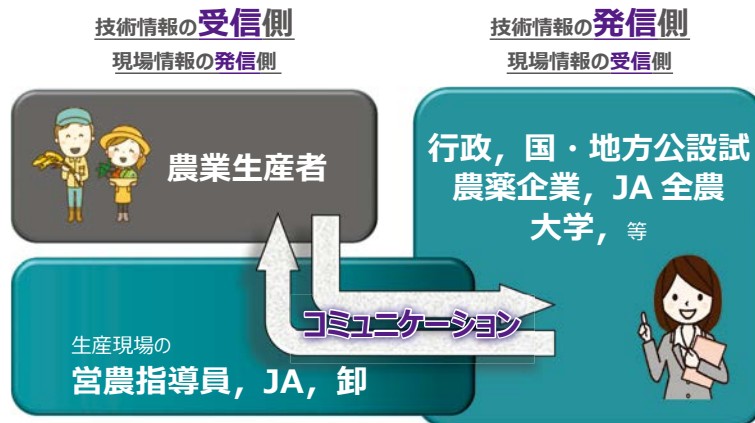 技術情報の受信側
現場情報の発信側
技術情報の発信側
現場情報の受信側
農業生産者
行政，国・地方公設試
農薬企業，JA 全農
大学，等
コミュニケーション
生産現場の
営農指導員，JA，卸